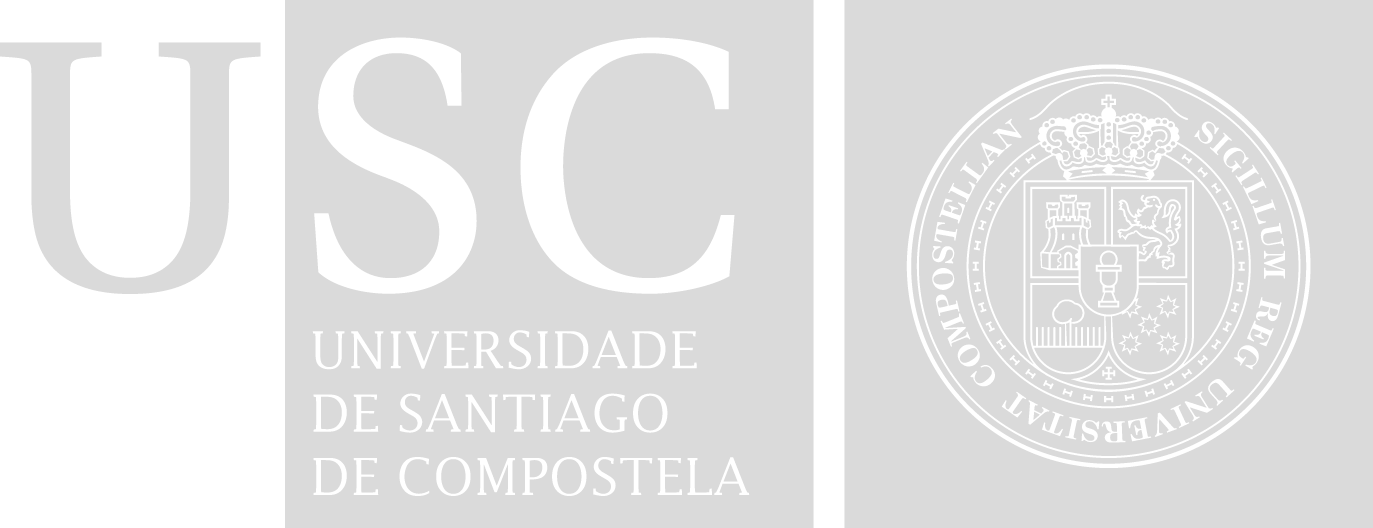 USC
UNIVERSIDADE
DE SANTIAGO
DE COMPOSTELA
SIGILLUM REG UNIVERSITAT COMPOSTELLAN